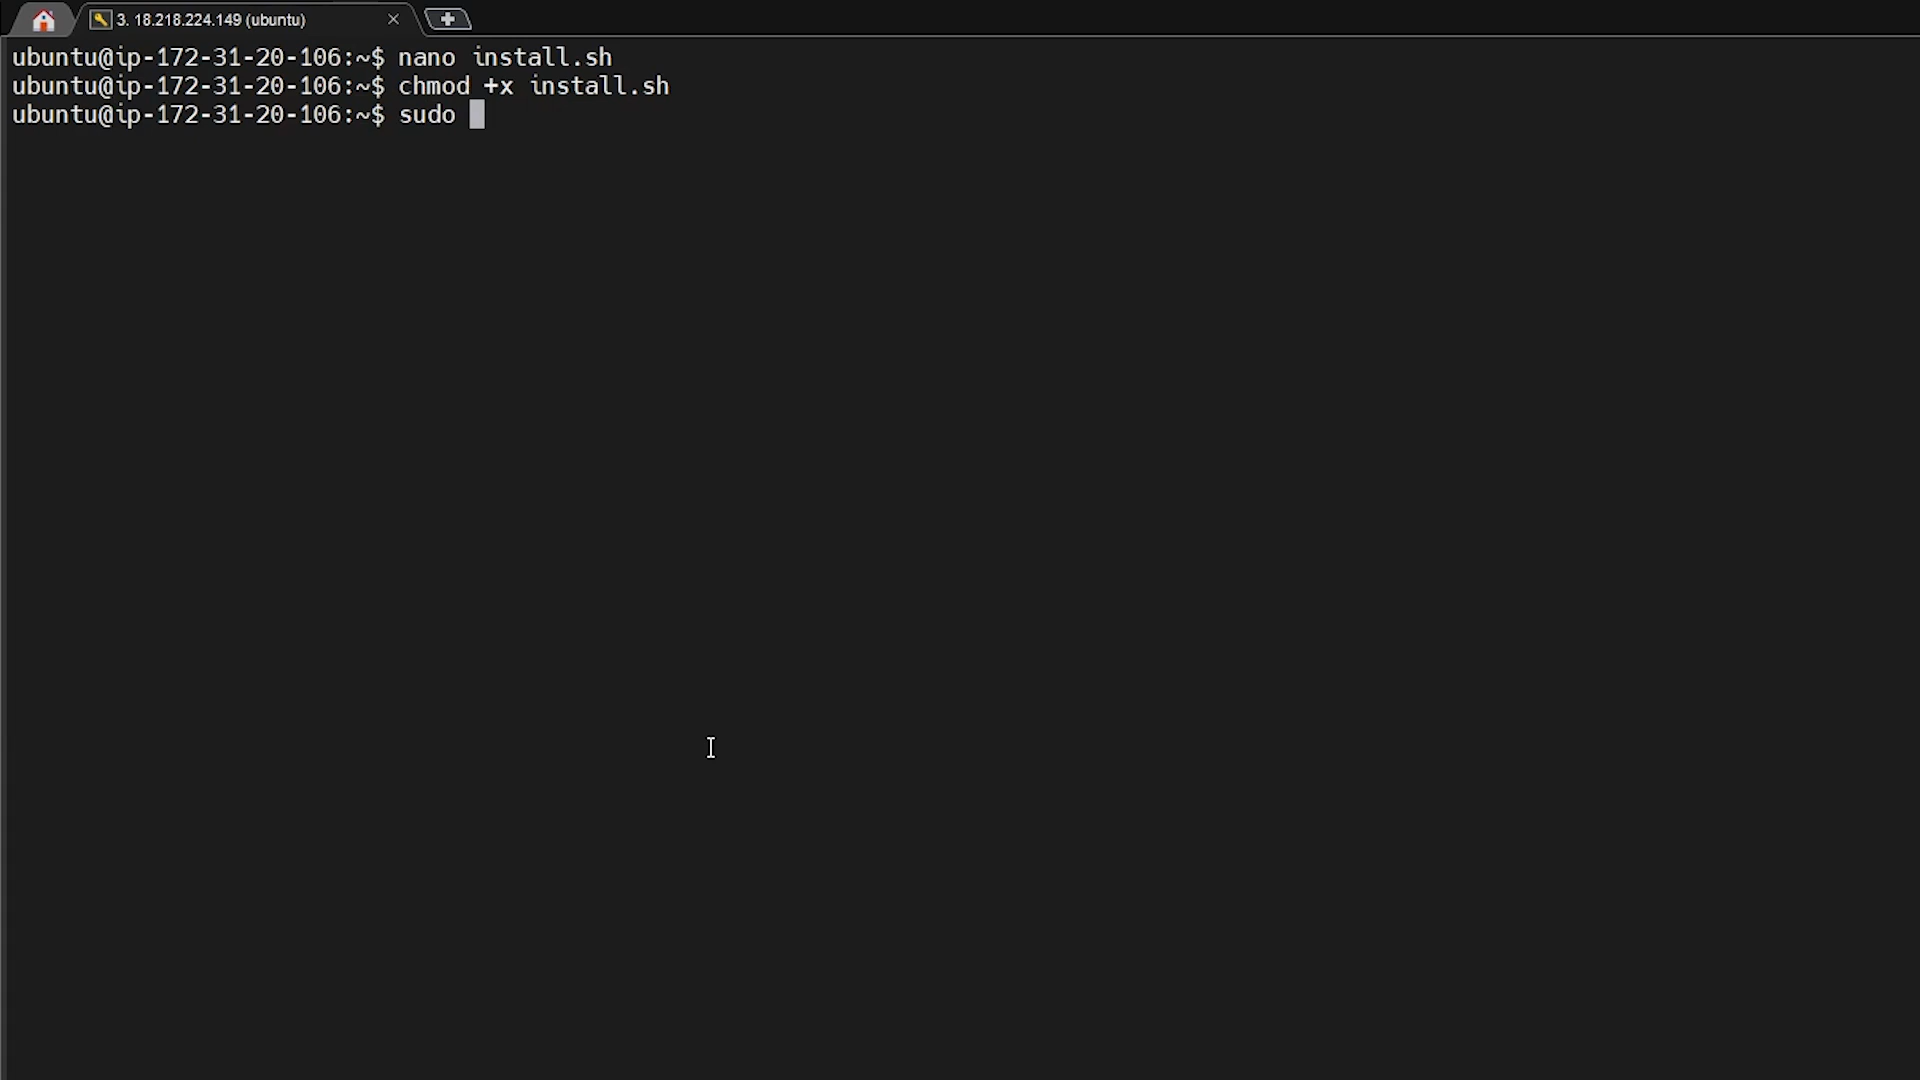 3. 18.218.224.149 (ubuntu)
ubuntu@ip-172-31-20-106:~$ nano install.sh
ubuntu@ip-172-31-20-106:~$ chmod +x install.sh
ubuntu@ip-172-31-20-106:~$ sudo